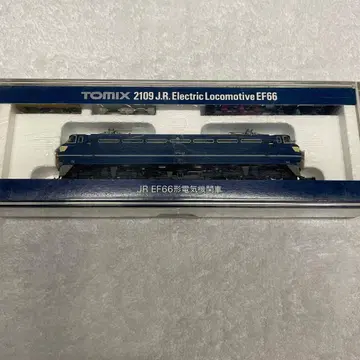 TOMIX 2109 J.R. Electric Locomotive EF66
JR EF66形電気機関車